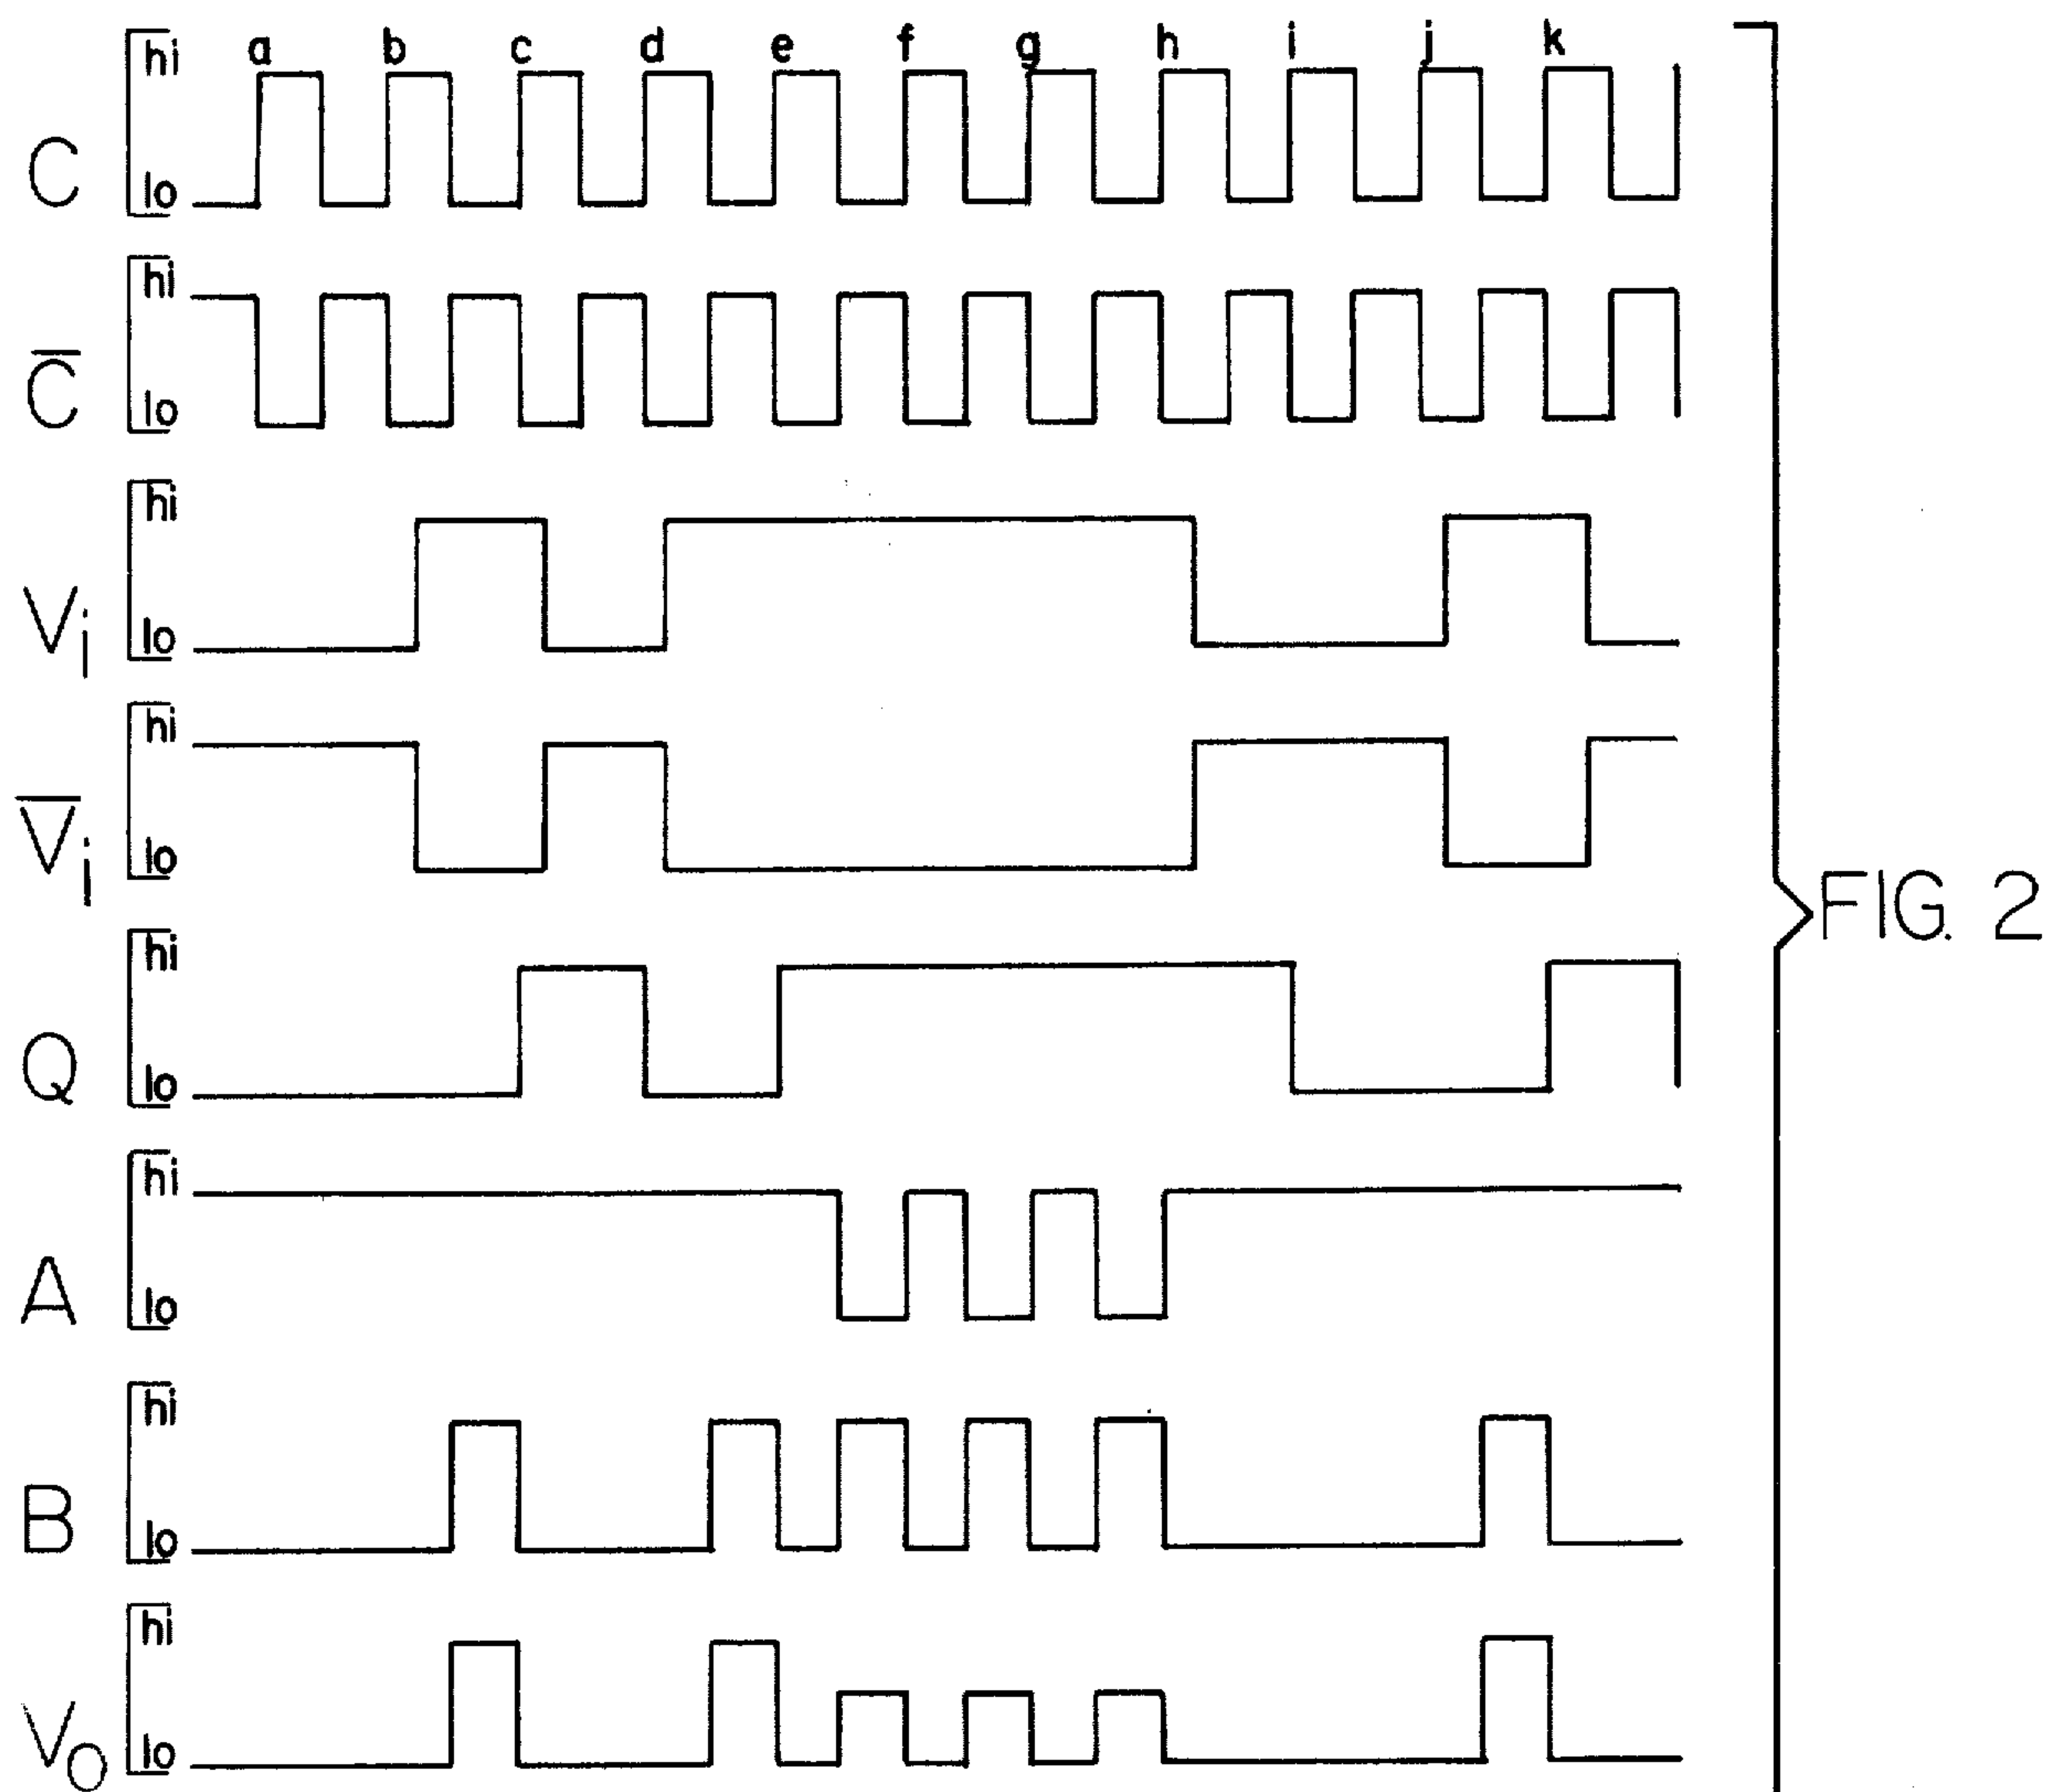 a b c d e f g h i j k
hi
C
lo
hi
C̅
lo
hi
Vi
lo
hi
V̅i
lo
hi
Q
lo
hi
A
lo
hi
B
lo
hi
VO
lo
FIG. 2